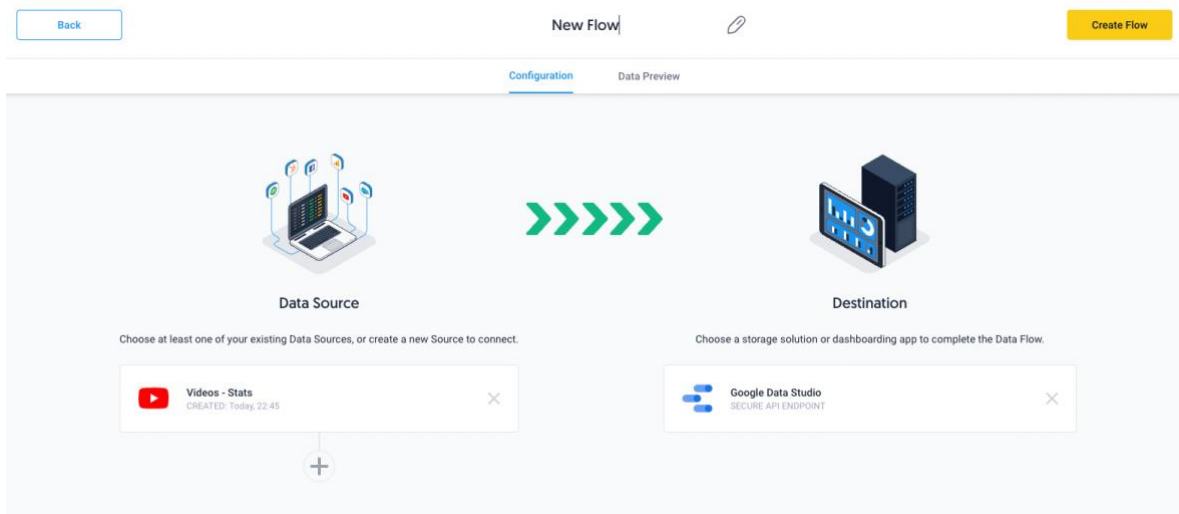 Back
New Flow
Create Flow
Configuration
Data Preview
Data Source
Destination
Choose at least one of your existing Data Sources, or create a new Source to connect.
Choose a storage solution or dashboarding app to complete the Data Flow.
Videos - Stats
CREATED: Today, 22:45
Google Data Studio
SECURE API ENDPOINT